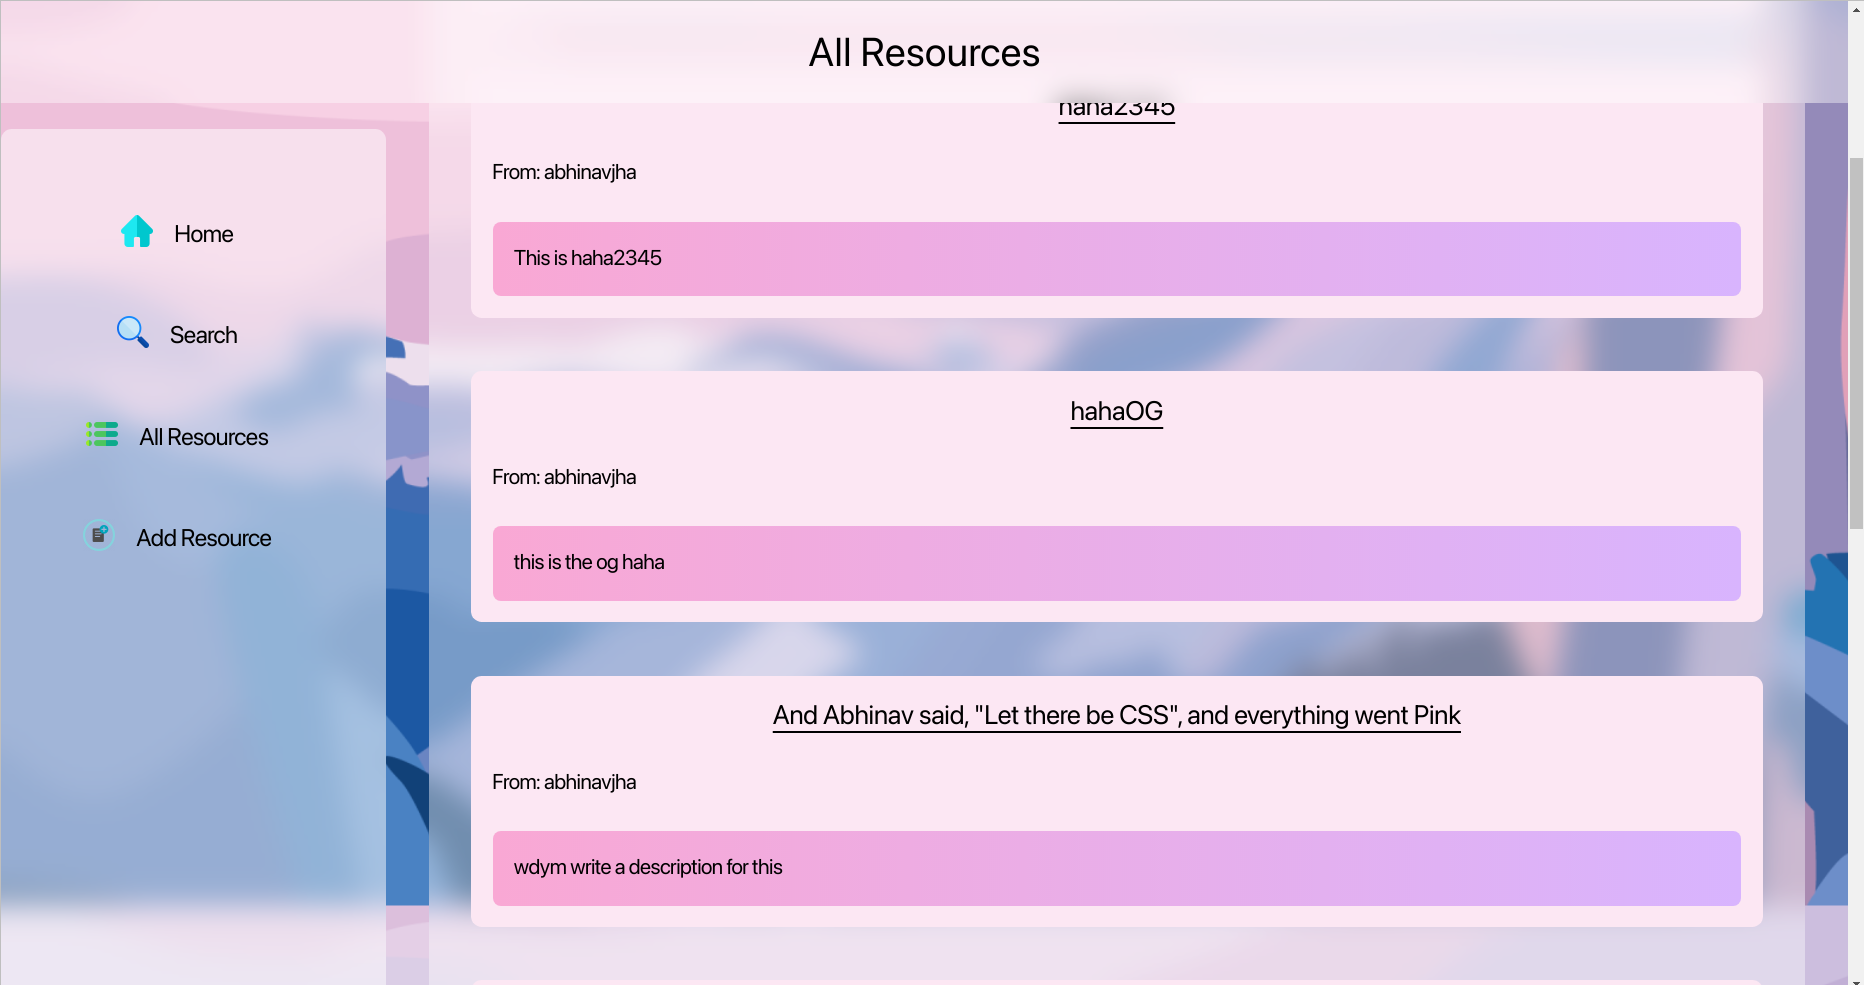 All Resources
Home
Search
All Resources
Add Resource
haha2345
From: abhinavjha
This is haha2345
hahaOG
From: abhinavjha
this is the og haha
And Abhinav said, "Let there be CSS", and everything went Pink
From: abhinavjha
wdym write a description for this